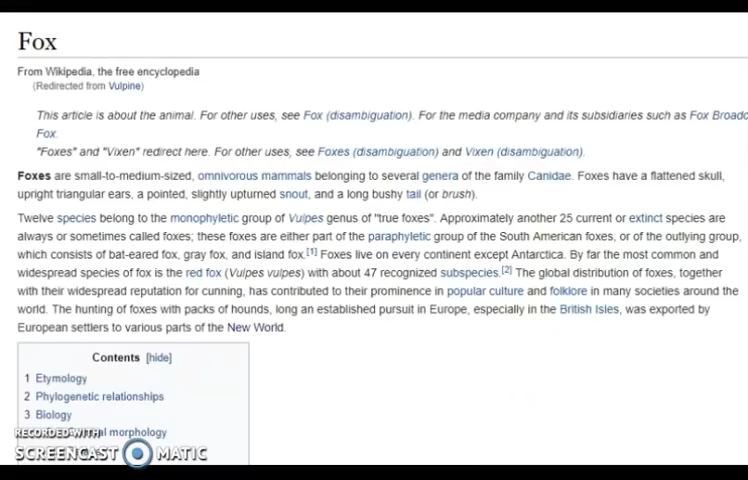 Fox
From Wikipedia, the free encyclopedia
(Redirected from Vulpine)
This article is about the animal. For other uses, see Fox (disambiguation). For the media company and its subsidiaries such as Fox Broadc
Fox.
"Foxes" and "Vixen" redirect here. For other uses, see Foxes (disambiguation) and Vixen (disambiguation).
Foxes are small-to-medium-sized, omnivorous mammals belonging to several genera of the family Canidae. Foxes have a flattened skull,
upright triangular ears, a pointed, slightly upturned snout, and a long bushy tail (or brush).
Twelve species belong to the monophyletic group of Vulpes genus of "true foxes". Approximately another 25 current or extinct species are
always or sometimes called foxes; these foxes are either part of the paraphyletic group of the South American foxes, or of the outlying group,
which consists of bat-eared fox, gray fox, and island fox.[1] Foxes live on every continent except Antarctica. By far the most common and
widespread species of fox is the red fox (Vulpes vulpes) with about 47 recognized subspecies.[2] The global distribution of foxes, together
with their widespread reputation for cunning, has contributed to their prominence in popular culture and folklore in many societies around the
world. The hunting of foxes with packs of hounds, long an established pursuit in Europe, especially in the British Isles, was exported by
European settlers to various parts of the New World.
Contents [hide]
1 Etymology
2 Phylogenetic relationships
3 Biology
al morphology
RECORDED WITH
SCREENCAST MATIC